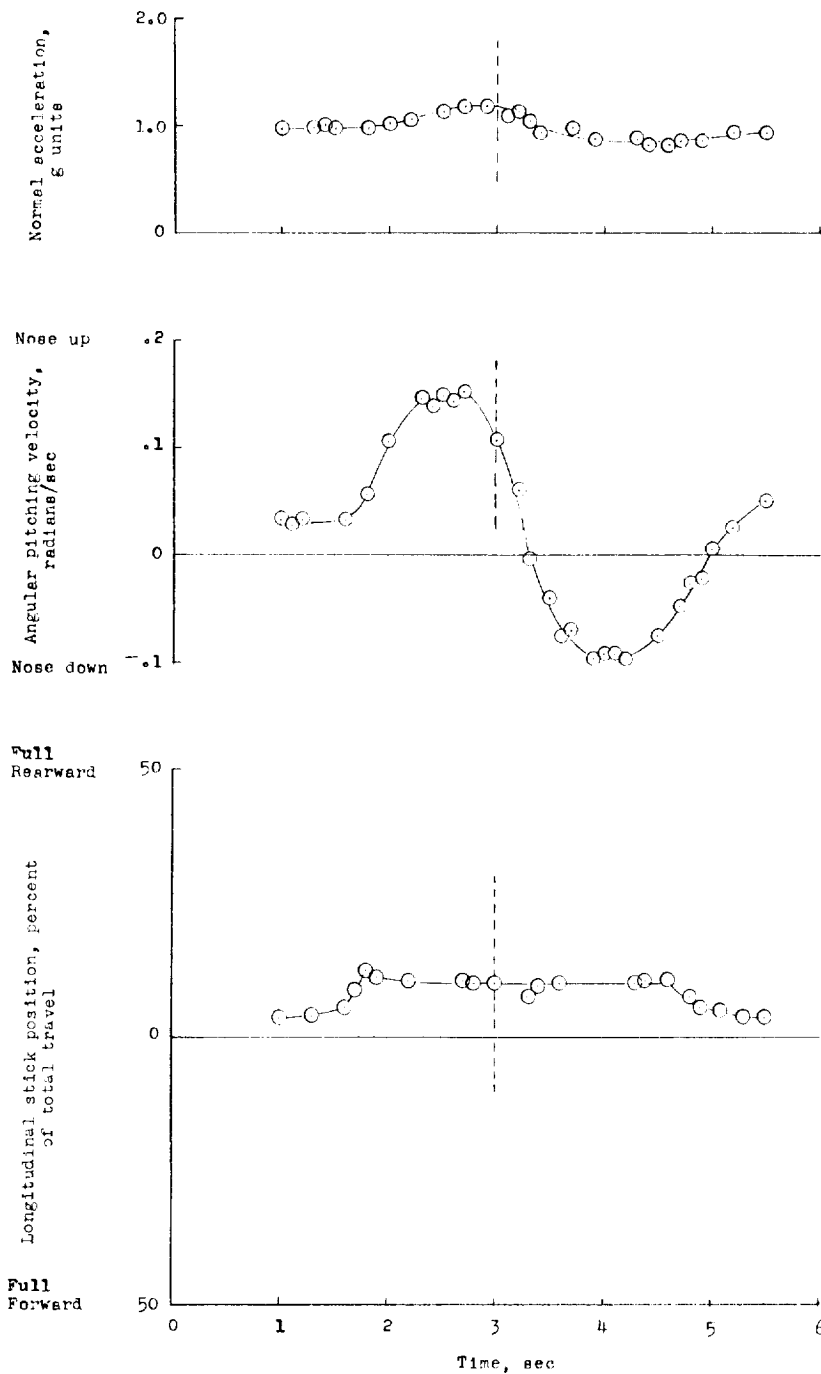 2.0
Normal acceleration,
g units
1.0
0
Nose up
.2
Angular pitching velocity,
radians/sec
.1
0
Nose down
-.1
Full
Rearward
50
Longitudinal stick position, percent
of total travel
0
Full
Forward
50
0 1 2 3 4 5 6
Time, sec